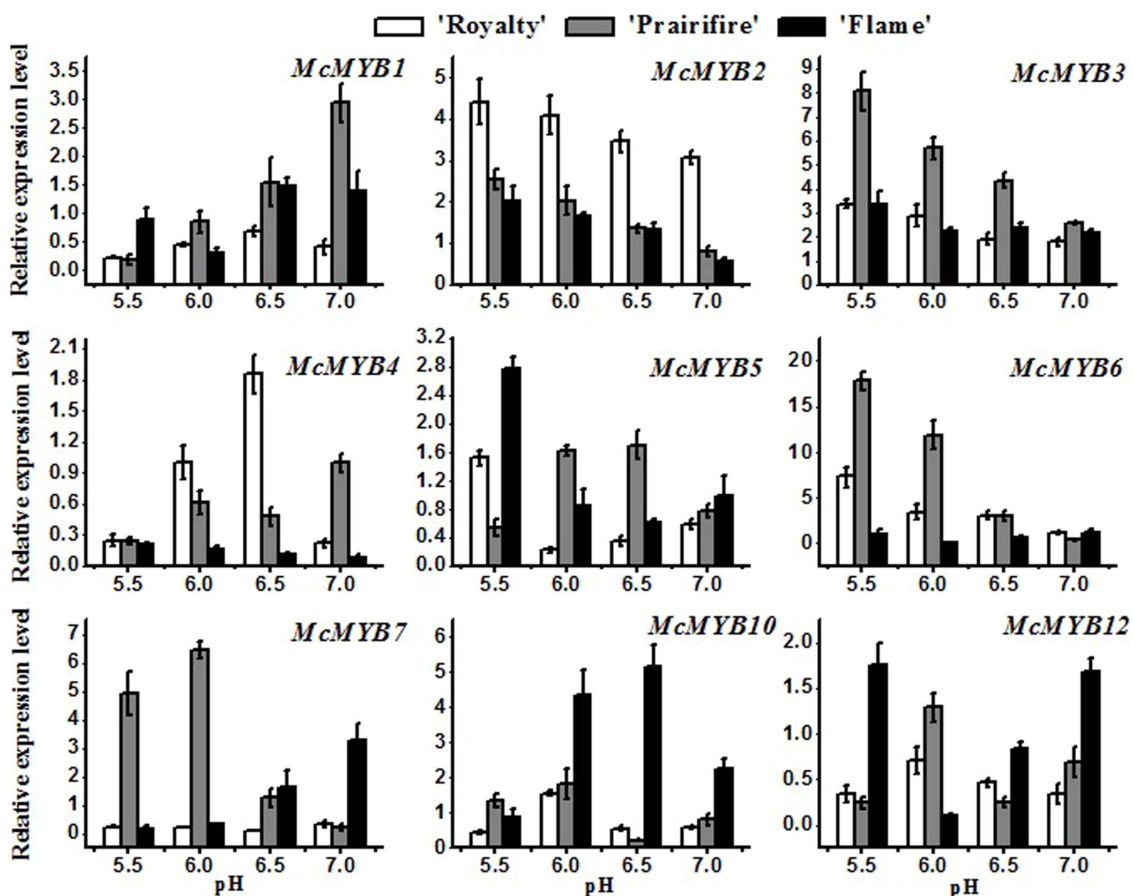 'Royalty' 'Prairifire' 'Flame'
McMYB1
Relative expression level
3.5
3.0
2.5
2.0
1.5
1.0
0.5
0.0
5.5 6.0 6.5 7.0
McMYB2
5
4
3
2
1
0
5.5 6.0 6.5 7.0
McMYB3
9
8
7
6
5
4
3
2
1
0
5.5 6.0 6.5 7.0
McMYB4
Relative expression level
2.1
1.8
1.5
1.2
0.9
0.6
0.3
0.0
5.5 6.0 6.5 7.0
McMYB5
3.2
2.8
2.4
2.0
1.6
1.2
0.8
0.4
0.0
5.5 6.0 6.5 7.0
McMYB6
20
15
10
5
0
5.5 6.0 6.5 7.0
McMYB7
Relative expression level
7
6
5
4
3
2
1
0
5.5 6.0 6.5 7.0
pH
McMYB10
6
5
4
3
2
1
0
5.5 6.0 6.5 7.0
pH
McMYB12
2.0
1.5
1.0
0.5
0.0
5.5 6.0 6.5 7.0
pH